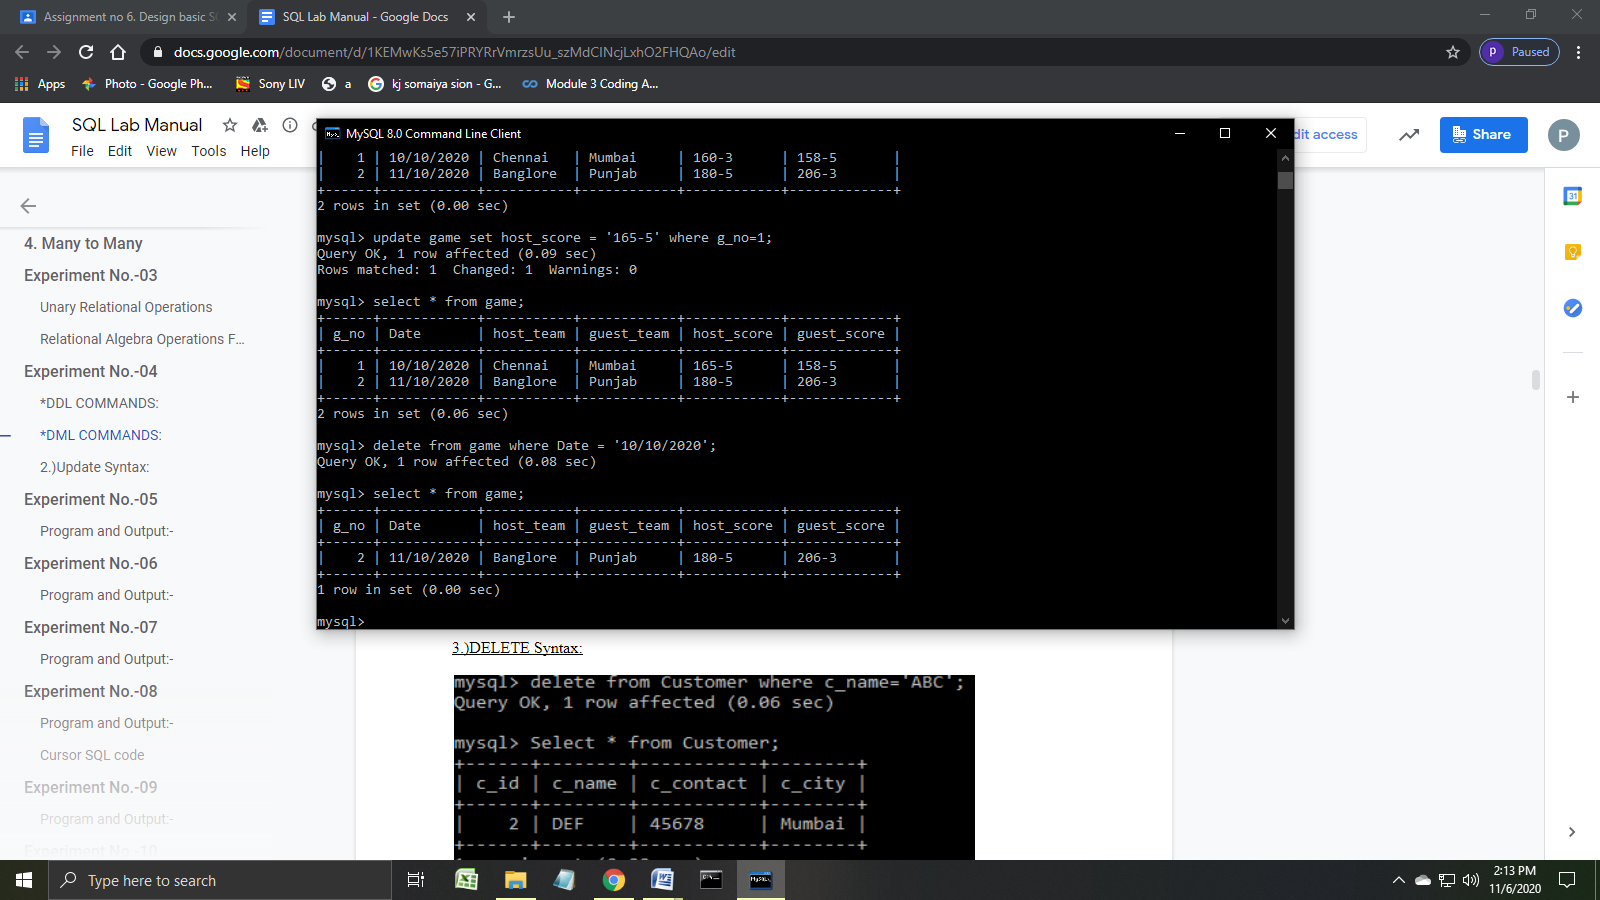 Assignment no 6. Design basic S
SQL Lab Manual - Google Docs
docs.google.com/document/d/1KEMwKs5e57iPRYRrVmrzsUu_szMdCINcjLxhO2FHQAo/edit
P Paused
Apps
Photo - Google Ph...
Sony LIV
a
kj somaiya sion - G...
Module 3 Coding A...
SQL Lab Manual
File Edit View Tools Help
dit access
Share
P
4. Many to Many
Experiment No.-03
Unary Relational Operations
Relational Algebra Operations F...
Experiment No.-04
*DDL COMMANDS:
*DML COMMANDS:
2.)Update Syntax:
Experiment No.-05
Program and Output:-
Experiment No.-06
Program and Output:-
Experiment No.-07
Program and Output:-
Experiment No.-08
Program and Output:-
Cursor SQL code
Experiment No.-09
Program and Output:-
Experiment No.-10
MySQL 8.0 Command Line Client
| 1 | 10/10/2020 | Chennai | Mumbai | 160-3 | 158-5 |
| 2 | 11/10/2020 | Banglore | Punjab | 180-5 | 206-3 |
+------+------------+-----------+------------+------------+-------------+
2 rows in set (0.00 sec)
mysql> update game set host_score = '165-5' where g_no=1;
Query OK, 1 row affected (0.09 sec)
Rows matched: 1 Changed: 1 Warnings: 0
mysql> select * from game;
+------+------------+-----------+------------+------------+-------------+
| g_no | Date | host_team | guest_team | host_score | guest_score |
+------+------------+-----------+------------+------------+-------------+
| 1 | 10/10/2020 | Chennai | Mumbai | 165-5 | 158-5 |
| 2 | 11/10/2020 | Banglore | Punjab | 180-5 | 206-3 |
+------+------------+-----------+------------+------------+-------------+
2 rows in set (0.06 sec)
mysql> delete from game where Date = '10/10/2020';
Query OK, 1 row affected (0.08 sec)
mysql> select * from game;
+------+------------+-----------+------------+------------+-------------+
| g_no | Date | host_team | guest_team | host_score | guest_score |
+------+------------+-----------+------------+------------+-------------+
| 2 | 11/10/2020 | Banglore | Punjab | 180-5 | 206-3 |
+------+------------+-----------+------------+------------+-------------+
1 row in set (0.00 sec)
mysql>
3.)DELETE Syntax:
mysql> delete from Customer where c_name='ABC';
Query OK, 1 row affected (0.06 sec)
mysql> Select * from Customer;
+------+--------+-----------+--------+
| c_id | c_name | c_contact | c_city |
+------+--------+-----------+--------+
| 2 | DEF | 45678 | Mumbai |
+------+--------+-----------+--------+
31
Type here to search
2:13 PM
11/6/2020